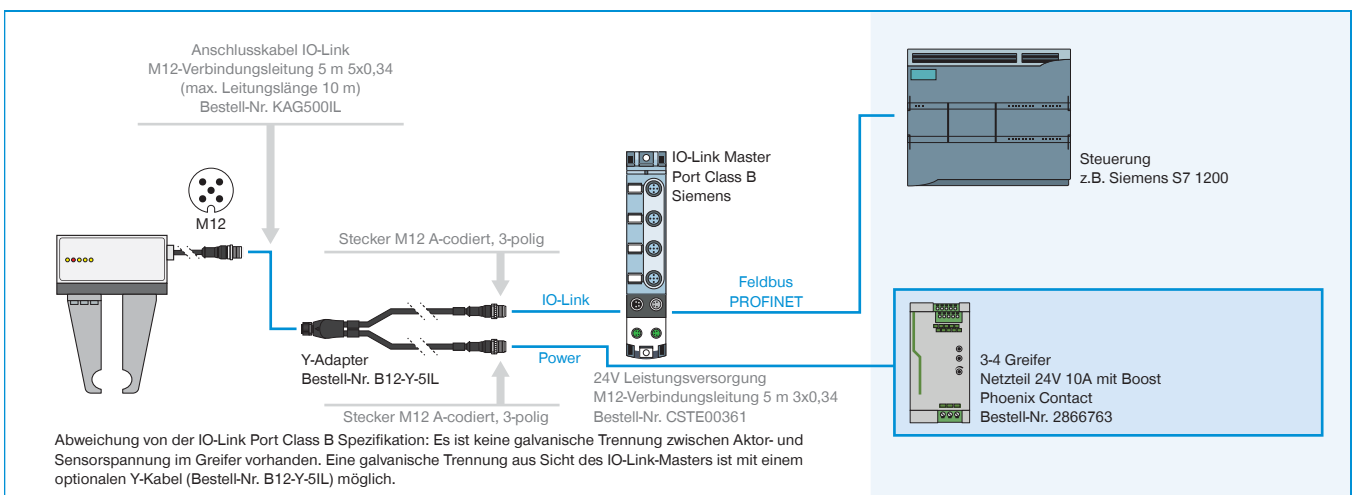 Anschlusskabel IO-Link
M12-Verbindungsleitung 5 m 5x0,34
(max. Leitungslänge 10 m)
Bestell-Nr. KAG500IL
M12
Stecker M12 A-codiert, 3-polig
IO-Link Master
Port Class B
Siemens
Steuerung
z.B. Siemens S7 1200
IO-Link
Feldbus
PROFINET
Y-Adapter
Bestell-Nr. B12-Y-5IL
Power
Stecker M12 A-codiert, 3-polig
24V Leistungsversorgung
M12-Verbindungsleitung 5 m 3x0,34
Bestell-Nr. CSTE00361
3-4 Greifer
Netzteil 24V 10A mit Boost
Phoenix Contact
Bestell-Nr. 2866763
Abweichung von der IO-Link Port Class B Spezifikation: Es ist keine galvanische Trennung zwischen Aktor- und
Sensorspannung im Greifer vorhanden. Eine galvanische Trennung aus Sicht des IO-Link-Masters ist mit einem
optionalen Y-Kabel (Bestell-Nr. B12-Y-5IL) möglich.